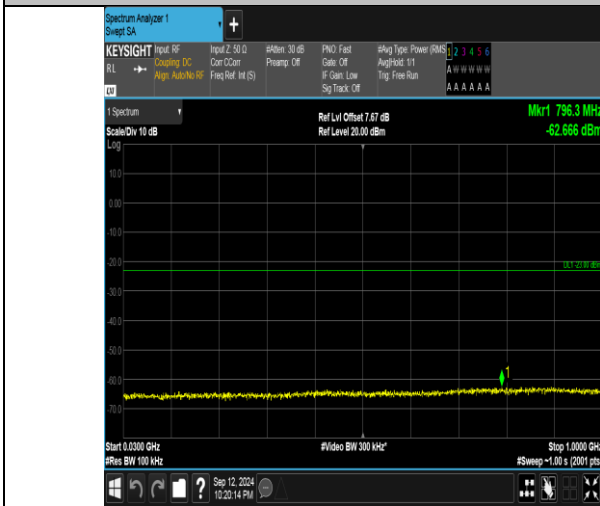 Spectrum Analyzer 1
Swept SA
+
KEYSIGHT
RL
Input: RF
Coupling: DC
Align: Auto/No RF
Input Z: 50 Ω
Corr CCorr
Freq Ref: Int (S)
#Atten: 30 dB
Preamp: Off
PNO: Fast
Gate: Off
IF Gain: Low
Sig Track: Off
#Avg Type: Power (RMS
Avg|Hold: 1/1
Trig: Free Run
1 2 3 4 5 6
A W W W W W
A A A A A A
1 Spectrum
Scale/Div 10 dB
Ref Lvl Offset 7.67 dB
Ref Level 20.00 dBm
Mkr1 796.3 MHz
-62.666 dBm
Log
10.0
0.00
-10.0
-20.0
DL1 -23.00 dBm
-30.0
-40.0
-50.0
1
-60.0
-70.0
Start 0.0300 GHz
#Res BW 100 kHz
#Video BW 300 kHz*
Stop 1.0000 GHz
#Sweep ~1.00 s (2001 pts
?
Sep 12, 2024
10:20:14 PM